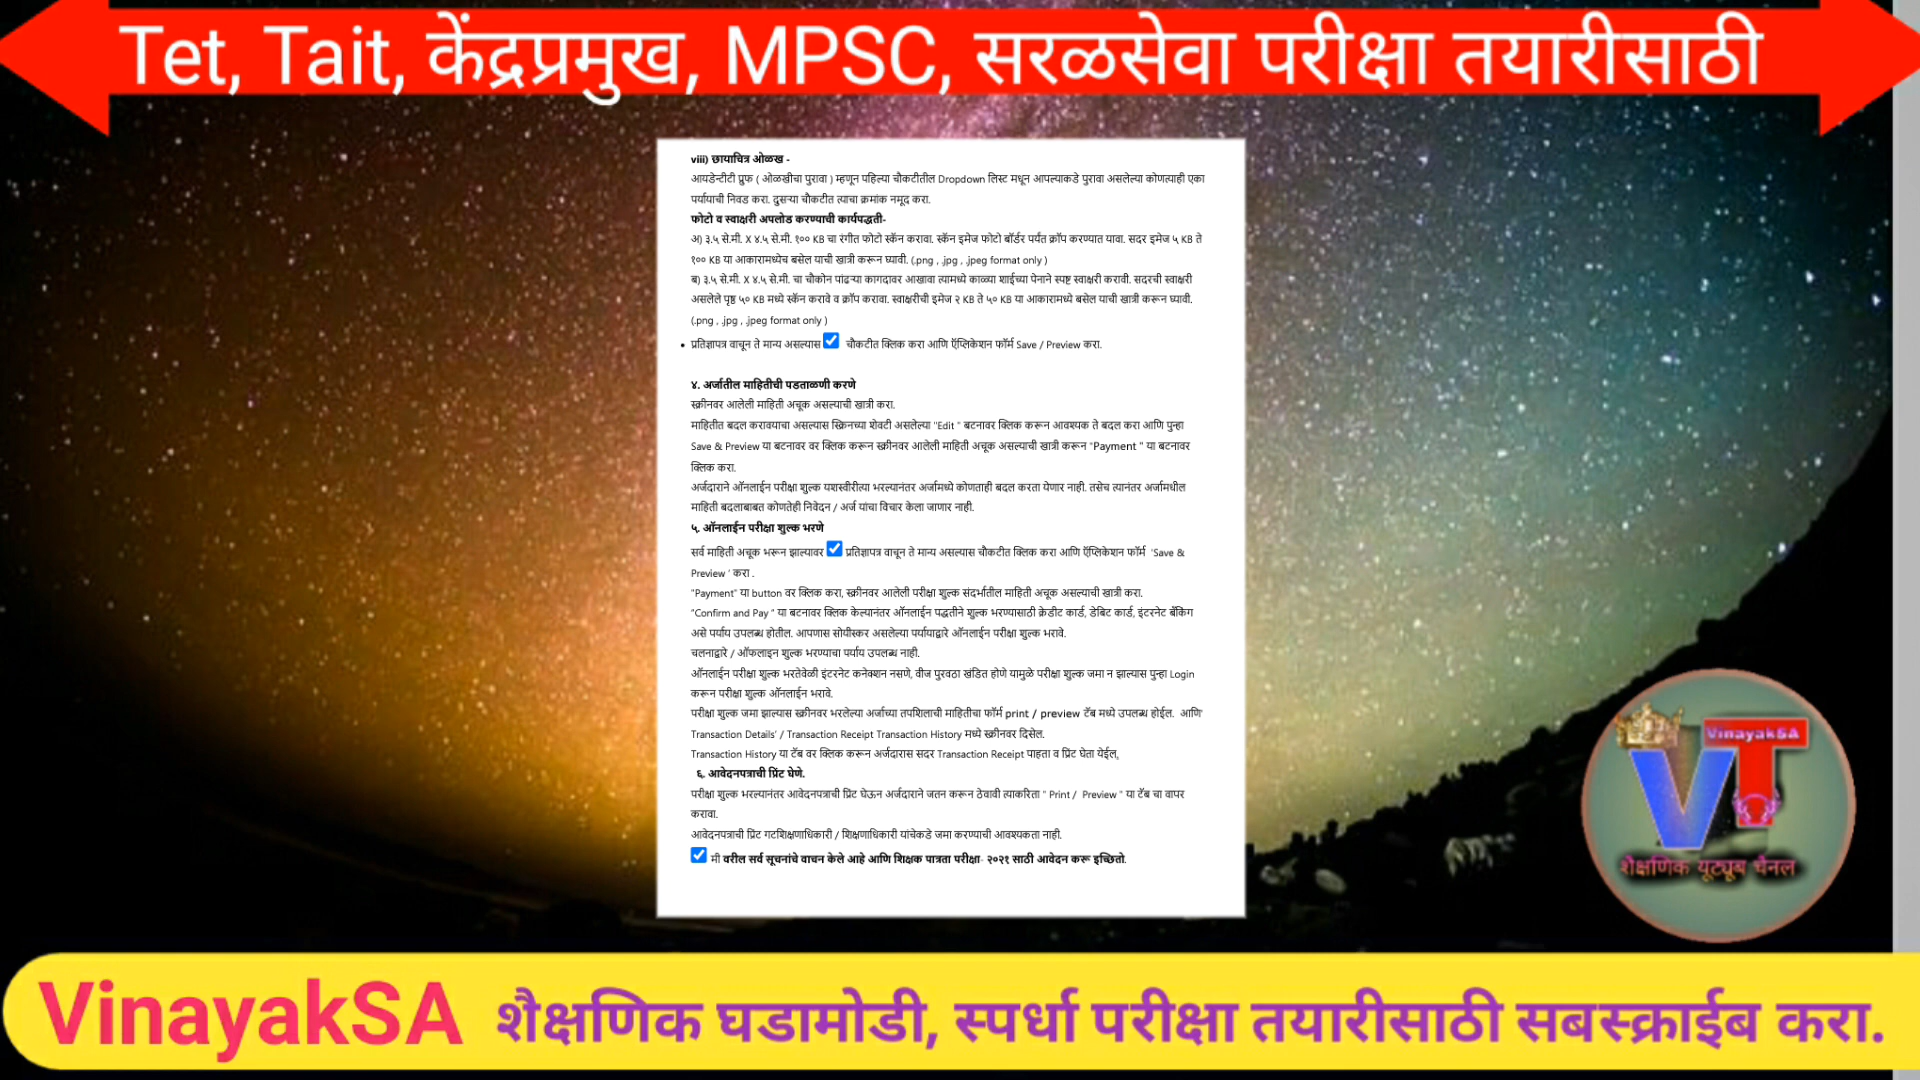 Tet, Tait, केंद्रप्रमुख, MPSC, सरळसेवा परीक्षा तयारीसाठी
viii) छायाचित्र ओळख -
आयडेन्टीटी प्रुफ ( ओळखीचा पुरावा ) म्हणून पहिल्या चौकटीतील Dropdown लिस्ट मधून आपल्याकडे पुरावा असलेल्या कोणत्याही एका
पर्यायाची निवड करा. दुसऱ्या चौकटीत त्याचा क्रमांक नमूद करा.
फोटो व स्वाक्षरी अपलोड करण्याची कार्यपद्धती-
अ) ३.५ से.मी. X ४.५ से.मी. १०० KB चा रंगीत फोटो स्कॅन करावा. स्कॅन इमेज फोटो बॉर्डर पर्यंत क्रॉप करण्यात यावा. सदर इमेज ५ KB ते
१०० KB या आकारामध्येच बसेल याची खात्री करून घ्यावी. (.png , .jpg , .jpeg format only )
ब) ३.५ से.मी. X ४.५ से.मी. चा चौकोन पांढऱ्या कागदावर आखावा त्यामध्ये काळ्या शाईच्या पेनाने स्पष्ट स्वाक्षरी करावी. सदरची स्वाक्षरी
असलेले पृष्ठ ५० KB मध्ये स्कॅन करावे व क्रॉप करावा. स्वाक्षरीची इमेज २ KB ते ५० KB या आकारामध्ये बसेल याची खात्री करून घ्यावी.
(.png , .jpg , .jpeg format only )
• प्रतिज्ञापत्र वाचून ते मान्य असल्यास चौकटीत क्लिक करा आणि ऍप्लिकेशन फॉर्म Save / Preview करा.
४. अर्जातील माहितीची पडताळणी करणे
स्क्रीनवर आलेली माहिती अचूक असल्याची खात्री करा.
माहितीत बदल करावयाचा असल्यास स्क्रिनच्या शेवटी असलेल्या "Edit " बटनावर क्लिक करून आवश्यक ते बदल करा आणि पुन्हा
Save & Preview या बटनावर वर क्लिक करून स्क्रीनवर आलेली माहिती अचूक असल्याची खात्री करून "Payment " या बटनावर
क्लिक करा.
अर्जदाराने ऑनलाईन परीक्षा शुल्क यशस्वीरीत्या भरल्यानंतर अर्जामध्ये कोणताही बदल करता येणार नाही. तसेच त्यानंतर अर्जामधील
माहिती बदलाबाबत कोणतेही निवेदन / अर्ज यांचा विचार केला जाणार नाही.
५. ऑनलाईन परीक्षा शुल्क भरणे
सर्व माहिती अचूक भरून झाल्यावर प्रतिज्ञापत्र वाचून ते मान्य असल्यास चौकटीत क्लिक करा आणि ऍप्लिकेशन फॉर्म 'Save &
Preview ' करा .
"Payment" या button वर क्लिक करा, स्क्रीनवर आलेली परीक्षा शुल्क संदर्भातील माहिती अचूक असल्याची खात्री करा.
"Confirm and Pay " या बटनावर क्लिक केल्यानंतर ऑनलाईन पद्धतीने शुल्क भरण्यासाठी क्रेडीट कार्ड, डेबिट कार्ड, इंटरनेट बँकिंग
असे पर्याय उपलब्ध होतील. आपणास सोयीस्कर असलेल्या पर्यायाद्वारे ऑनलाईन परीक्षा शुल्क भरावे.
चलनाद्वारे / ऑफलाइन शुल्क भरण्याचा पर्याय उपलब्ध नाही.
ऑनलाईन परीक्षा शुल्क भरतेवेळी इंटरनेट कनेक्शन नसणे, वीज पुरवठा खंडित होणे यामुळे परीक्षा शुल्क जमा न झाल्यास पुन्हा Login
करून परीक्षा शुल्क ऑनलाईन भरावे.
परीक्षा शुल्क जमा झाल्यास स्क्रीनवर भरलेल्या अर्जाच्या तपशिलाची माहितीचा फॉर्म print / preview टॅब मध्ये उपलब्ध होईल. आणि'
Transaction Details' / Transaction Receipt Transaction History मध्ये स्क्रीनवर दिसेल.
Transaction History या टॅब वर क्लिक करून अर्जदारास सदर Transaction Receipt पाहता व प्रिंट घेता येईल,
६. आवेदनपत्राची प्रिंट घेणे.
परीक्षा शुल्क भरल्यानंतर आवेदनपत्राची प्रिंट घेऊन अर्जदाराने जतन करून ठेवावी त्याकरिता " Print / Preview " या टॅब चा वापर
करावा.
आवेदनपत्राची प्रिंट गटशिक्षणाधिकारी / शिक्षणाधिकारी यांचेकडे जमा करण्याची आवश्यकता नाही.
मी वरील सर्व सूचनांचे वाचन केले आहे आणि शिक्षक पात्रता परीक्षा- २०२१ साठी आवेदन करू इच्छितो.
VinayakSA
VT
शैक्षणिक यूट्यूब चैनल
VinayakSA शैक्षणिक घडामोडी, स्पर्धा परीक्षा तयारीसाठी सबस्क्राईब करा.